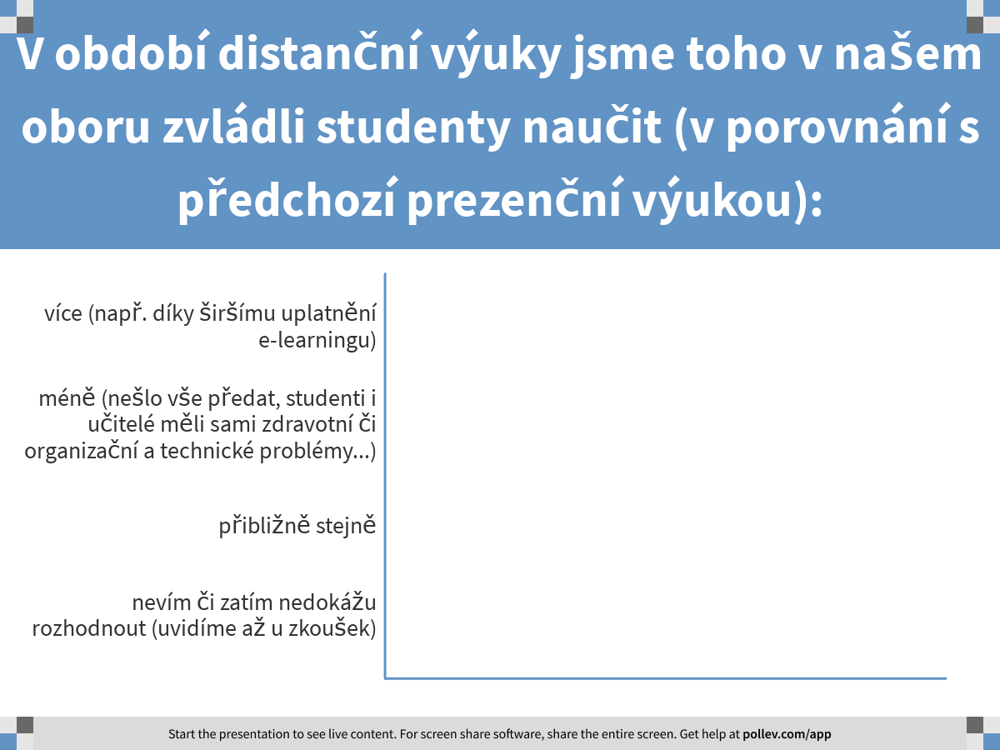 V období distanční výuky jsme toho v našem
oboru zvládli studenty naučit (v porovnání s
předchozí prezenční výukou):
více (např. díky širšímu uplatnění
e-learningu)
méně (nešlo vše předat, studenti i
učitelé měli sami zdravotní či
organizační a technické problémy...)
přibližně stejně
nevím či zatím nedokážu
rozhodnout (uvidíme až u zkoušek)
Start the presentation to see live content. For screen share software, share the entire screen. Get help at pollev.com/app